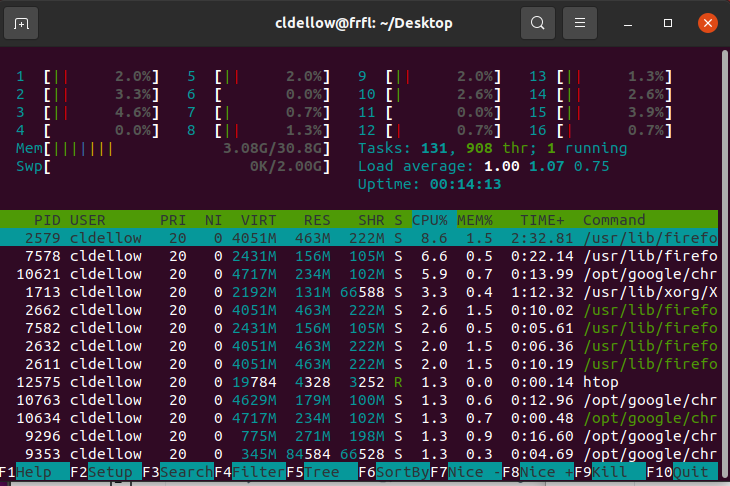 cldellow@frfl: ~/Desktop
1 [|| 2.0%] 5 [|| 2.0%] 9 [|| 2.0%] 13 [|| 1.3%]
2 [|| 3.3%] 6 [ 0.0%] 10 [| 2.6%] 14 [|| 2.6%]
3 [|| 4.6%] 7 [| 0.7%] 11 [ 0.0%] 15 [|| 3.9%]
4 [ 0.0%] 8 [|| 1.3%] 12 [| 0.7%] 16 [| 0.7%]
Mem[||||||| 3.08G/30.8G] Tasks: 131, 908 thr; 1 running
Swp[ 0K/2.00G] Load average: 1.00 1.07 0.75
Uptime: 00:14:13
PID USER PRI NI VIRT RES SHR S CPU% MEM% TIME+ Command
2579 cldellow 20 0 4051M 463M 222M S 8.6 1.5 2:32.81 /usr/lib/firefo
7578 cldellow 20 0 2431M 156M 105M S 6.6 0.5 0:22.14 /usr/lib/firefo
10621 cldellow 20 0 4717M 234M 102M S 5.9 0.7 0:13.99 /opt/google/chr
1713 cldellow 20 0 2192M 131M 66588 S 3.3 0.4 1:12.32 /usr/lib/xorg/X
2662 cldellow 20 0 4051M 463M 222M S 2.6 1.5 0:10.02 /usr/lib/firefo
7582 cldellow 20 0 2431M 156M 105M S 2.6 0.5 0:05.61 /usr/lib/firefo
2632 cldellow 20 0 4051M 463M 222M S 2.0 1.5 0:06.36 /usr/lib/firefo
2611 cldellow 20 0 4051M 463M 222M S 2.0 1.5 0:10.19 /usr/lib/firefo
12575 cldellow 20 0 19784 4328 3252 R 1.3 0.0 0:00.14 htop
10763 cldellow 20 0 4629M 179M 100M S 1.3 0.6 0:12.96 /opt/google/chr
10634 cldellow 20 0 4717M 234M 102M S 1.3 0.7 0:00.48 /opt/google/chr
9296 cldellow 20 0 775M 271M 198M S 1.3 0.9 0:16.60 /opt/google/chr
9353 cldellow 20 0 345M 84584 66528 S 1.3 0.3 0:04.69 /opt/google/chr
F1Help F2Setup F3SearchF4FilterF5Tree F6SortByF7Nice -F8Nice +F9Kill F10Quit